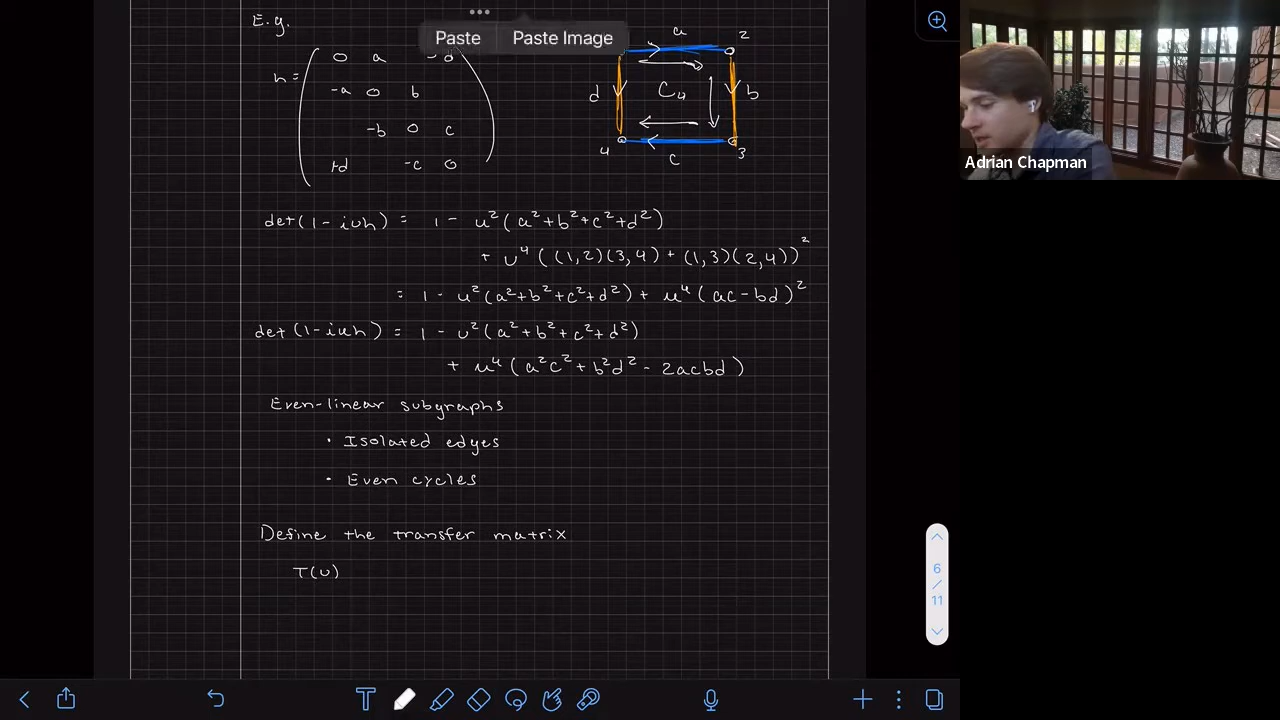 E.g.
Paste Paste Image
h =
0 a -d
-a 0 b
-b 0 c
+d -c 0
a
2
d C₄ b
4 c 3
det(1-iuh) = 1 - u²(a²+b²+c²+d²)
+ u⁴((1,2)(3,4) + (1,3)(2,4))²
= 1 - u²(a²+b²+c²+d²) + u⁴(ac-bd)²
det(1-iuh) = 1 - u²(a²+b²+c²+d²)
+ u⁴(a²c²+b²d²-2acbd)
Even-linear subgraphs
· Isolated edges
· Even cycles
Define the transfer matrix
T(u)
Adrian Chapman
6
/
11
T